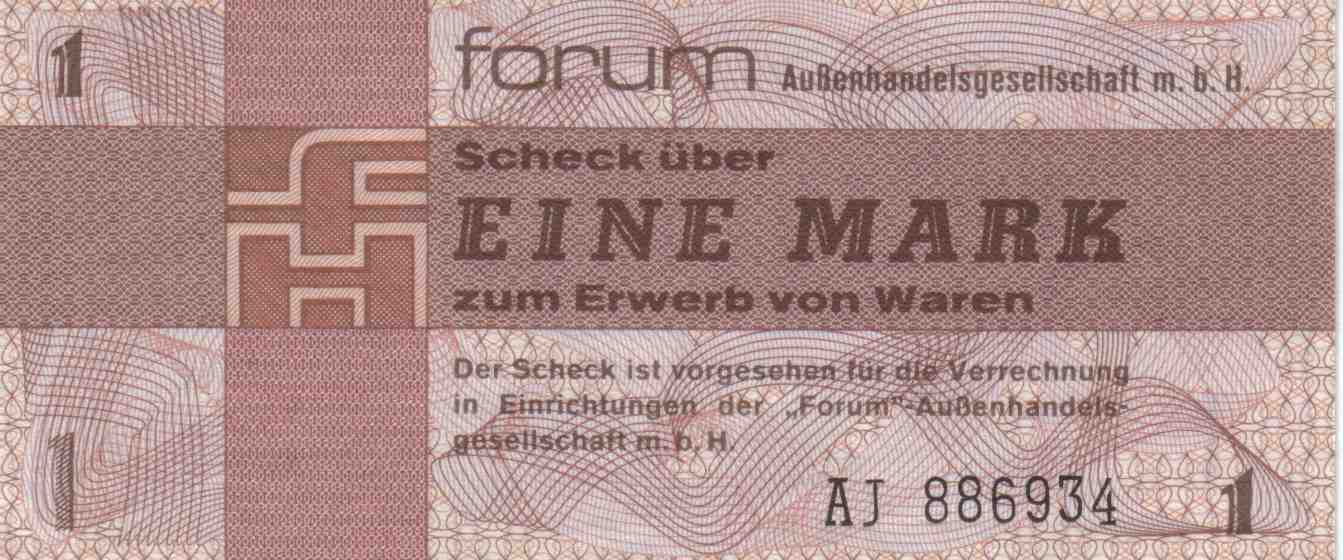 1
forum Außenhandelsgesellschaft m. b. H.
Scheck über
EINE MARK
zum Erwerb von Waren
Der Scheck ist vorgesehen für die Verrechnung
in Einrichtungen der „Forum"-Außenhandels-
gesellschaft m. b. H.
1
AJ 886934
1